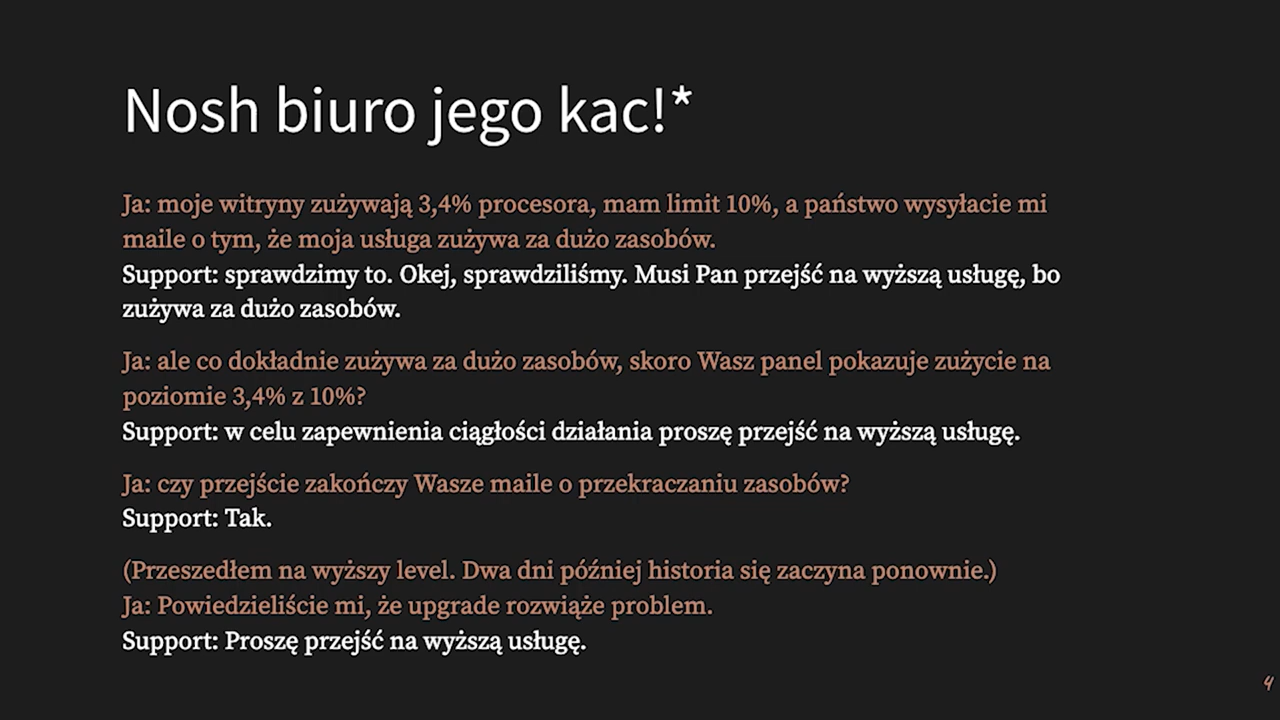 Nosh biuro jego kac!*
Ja: moje witryny zużywają 3,4% procesora, mam limit 10%, a państwo wysyłacie mi
maile o tym, że moja usługa zużywa za dużo zasobów.
Support: sprawdzimy to. Okej, sprawdziliśmy. Musi Pan przejść na wyższą usługę, bo
zużywa za dużo zasobów.
Ja: ale co dokładnie zużywa za dużo zasobów, skoro Wasz panel pokazuje zużycie na
poziomie 3,4% z 10%?
Support: w celu zapewnienia ciągłości działania proszę przejść na wyższą usługę.
Ja: czy przejście zakończy Wasze maile o przekraczaniu zasobów?
Support: Tak.
(Przeszedłem na wyższy level. Dwa dni później historia się zaczyna ponownie.)
Ja: Powiedzieliście mi, że upgrade rozwiąże problem.
Support: Proszę przejść na wyższą usługę.
4